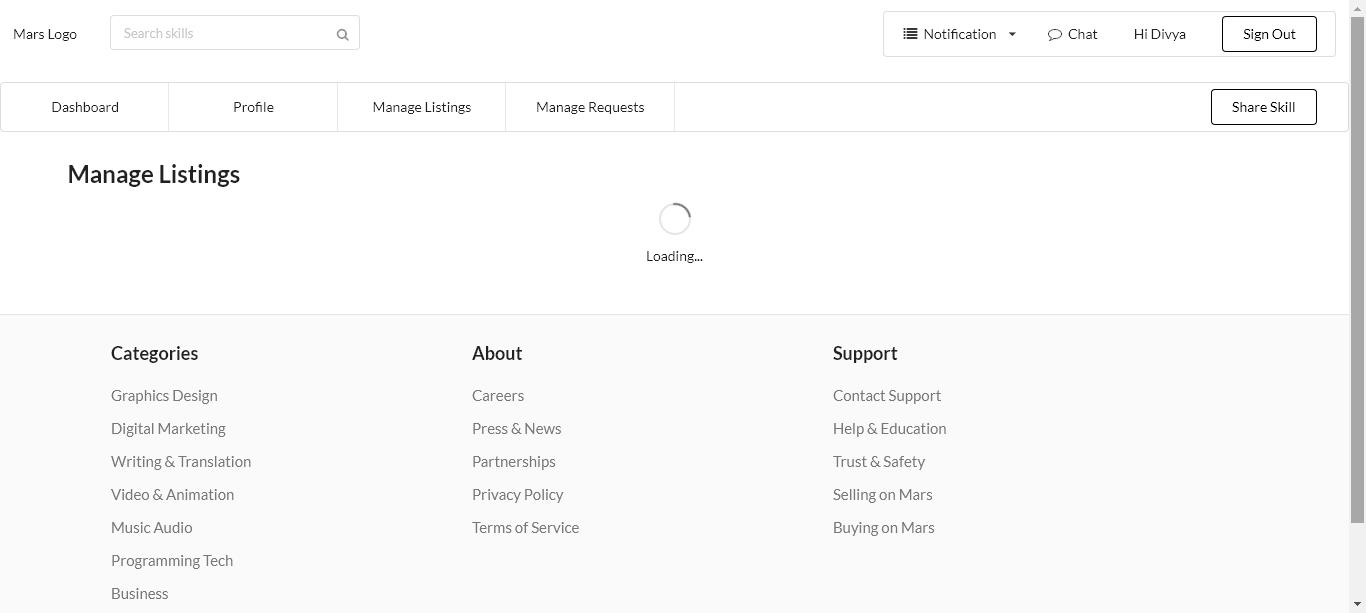 Mars Logo
Search skills
Notification
Chat
Hi Divya
Sign Out
Dashboard
Profile
Manage Listings
Manage Requests
Share Skill
Manage Listings
Loading...
Categories
Graphics Design
Digital Marketing
Writing & Translation
Video & Animation
Music Audio
Programming Tech
Business
About
Careers
Press & News
Partnerships
Privacy Policy
Terms of Service
Support
Contact Support
Help & Education
Trust & Safety
Selling on Mars
Buying on Mars